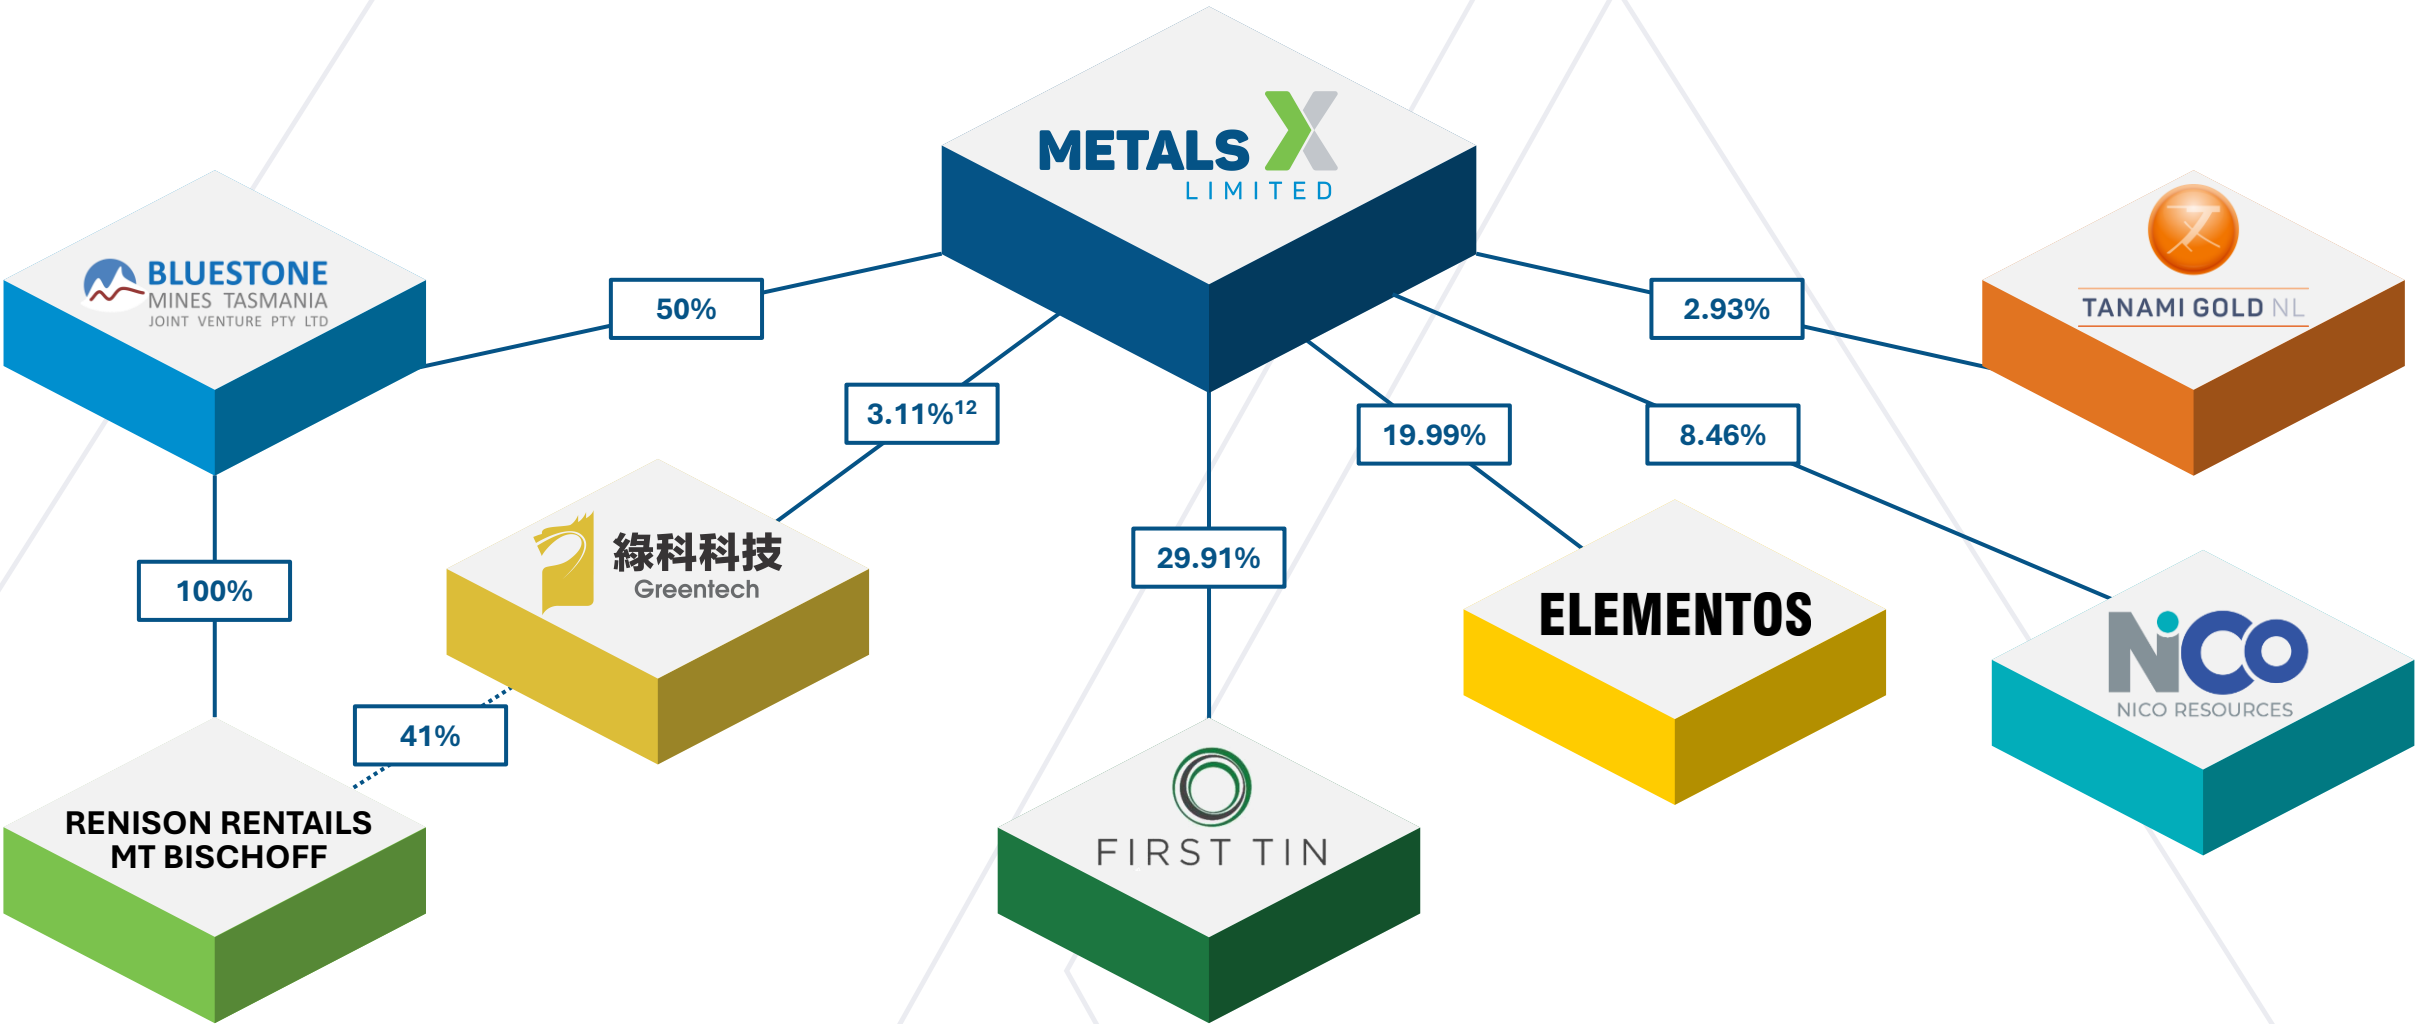 METALS X
LIMITED
BLUESTONE
MINES TASMANIA
JOINT VENTURE PTY LTD
TANAMI GOLD NL
50%
2.93%
3.11%¹²
19.99%
8.46%
綠科科技
Greentech
29.91%
100%
ELEMENTOS
NiCo
NICO RESOURCES
41%
RENISON RENTAILS
MT BISCHOFF
FIRST TIN